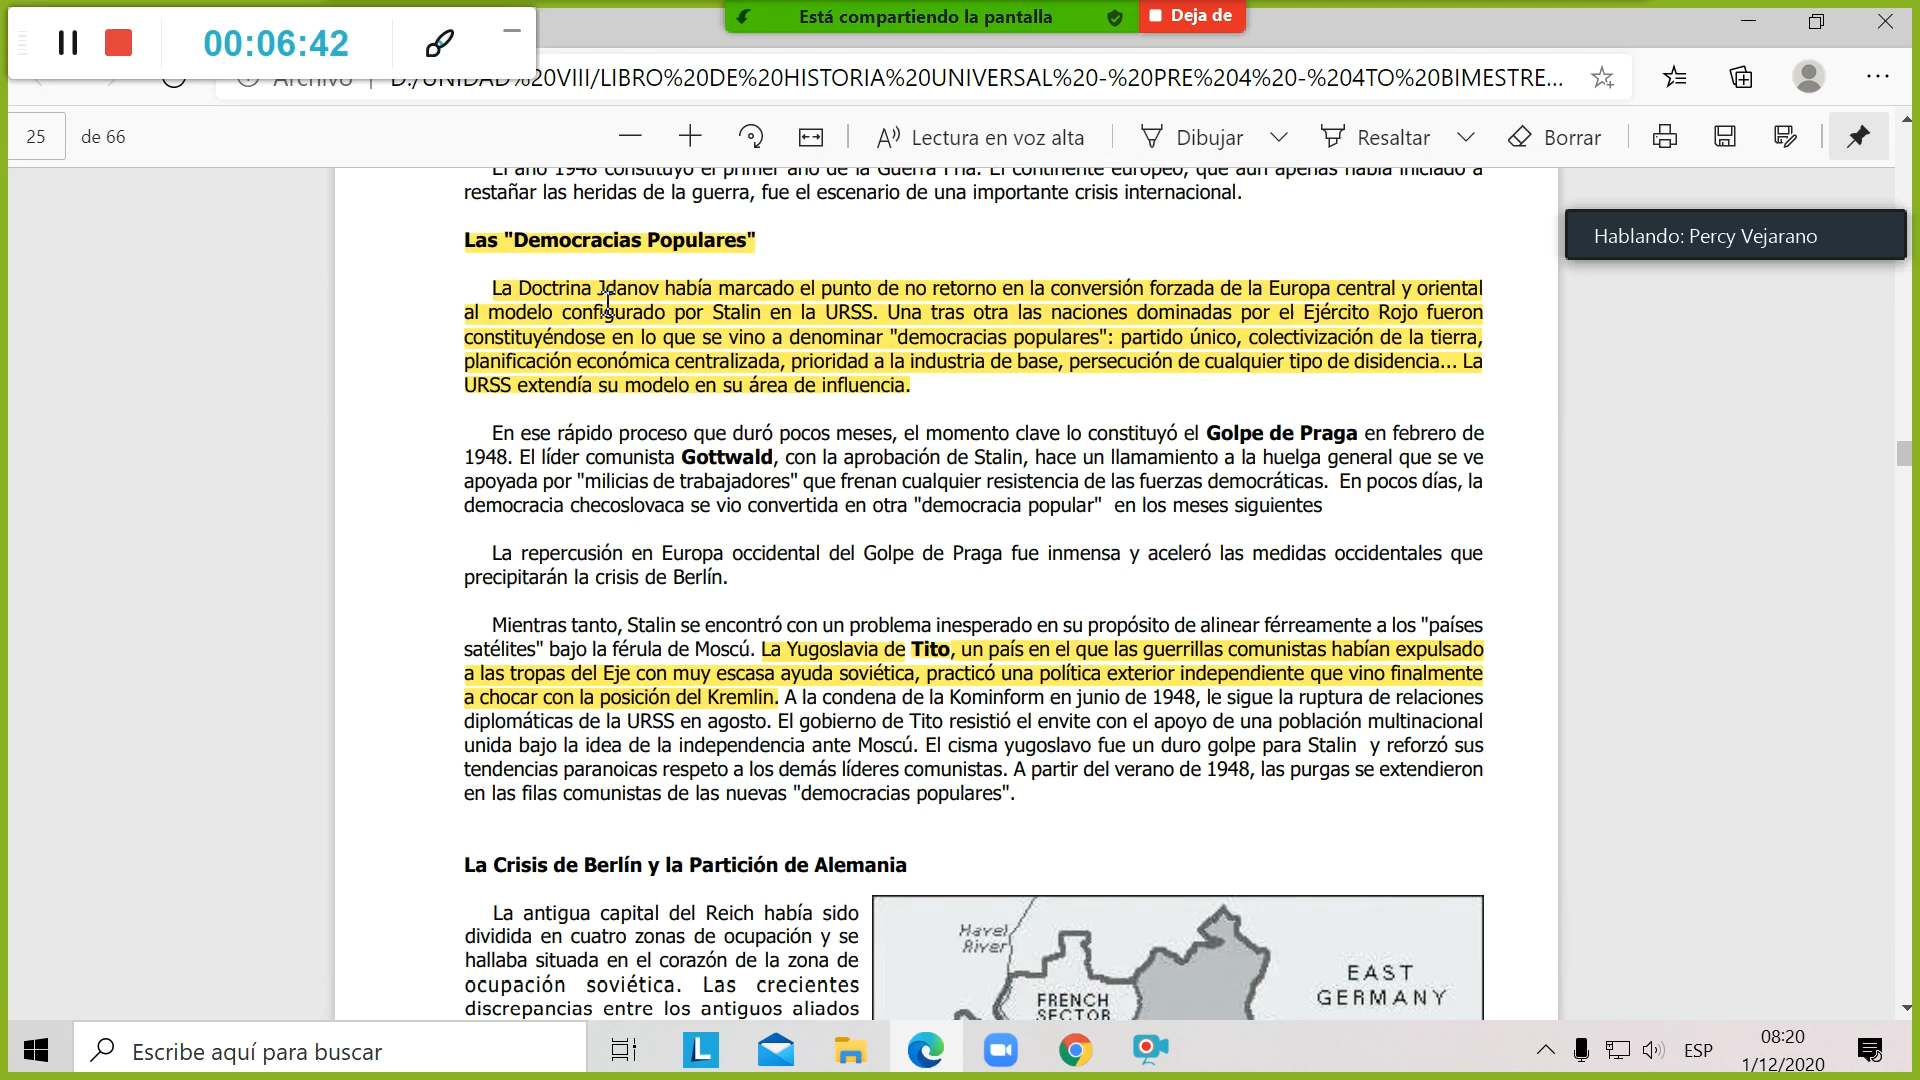 Está compartiendo la pantalla
Deja de
00:06:42
Archivo
D:/UNIDAD%20VIII/LIBRO%20DE%20HISTORIA%20UNIVERSAL%20-%20PRE%204%20-%204TO%20BIMESTRE...
25 de 66
Lectura en voz alta
Dibujar
Resaltar
Borrar
El año 1948 constituyó el primer año de la Guerra Fría. El continente europeo, que aún apenas había iniciado a
restañar las heridas de la guerra, fue el escenario de una importante crisis internacional.
Hablando: Percy Vejarano
Las "Democracias Populares"
La Doctrina Jdanov había marcado el punto de no retorno en la conversión forzada de la Europa central y oriental
al modelo configurado por Stalin en la URSS. Una tras otra las naciones dominadas por el Ejército Rojo fueron
constituyéndose en lo que se vino a denominar "democracias populares": partido único, colectivización de la tierra,
planificación económica centralizada, prioridad a la industria de base, persecución de cualquier tipo de disidencia... La
URSS extendía su modelo en su área de influencia.
En ese rápido proceso que duró pocos meses, el momento clave lo constituyó el Golpe de Praga en febrero de
1948. El líder comunista Gottwald, con la aprobación de Stalin, hace un llamamiento a la huelga general que se ve
apoyada por "milicias de trabajadores" que frenan cualquier resistencia de las fuerzas democráticas. En pocos días, la
democracia checoslovaca se vio convertida en otra "democracia popular" en los meses siguientes
La repercusión en Europa occidental del Golpe de Praga fue inmensa y aceleró las medidas occidentales que
precipitarán la crisis de Berlín.
Mientras tanto, Stalin se encontró con un problema inesperado en su propósito de alinear férreamente a los "países
satélites" bajo la férula de Moscú. La Yugoslavia de Tito, un país en el que las guerrillas comunistas habían expulsado
a las tropas del Eje con muy escasa ayuda soviética, practicó una política exterior independiente que vino finalmente
a chocar con la posición del Kremlin. A la condena de la Kominform en junio de 1948, le sigue la ruptura de relaciones
diplomáticas de la URSS en agosto. El gobierno de Tito resistió el envite con el apoyo de una población multinacional
unida bajo la idea de la independencia ante Moscú. El cisma yugoslavo fue un duro golpe para Stalin y reforzó sus
tendencias paranoicas respeto a los demás líderes comunistas. A partir del verano de 1948, las purgas se extendieron
en las filas comunistas de las nuevas "democracias populares".
La Crisis de Berlín y la Partición de Alemania
La antigua capital del Reich había sido
dividida en cuatro zonas de ocupación y se
hallaba situada en el corazón de la zona de
ocupación soviética. Las crecientes
discrepancias entre los antiguos aliados
Havel
River
FRENCH
SECTOR
EAST
GERMANY
Escribe aquí para buscar
L
ESP
08:20
1/12/2020